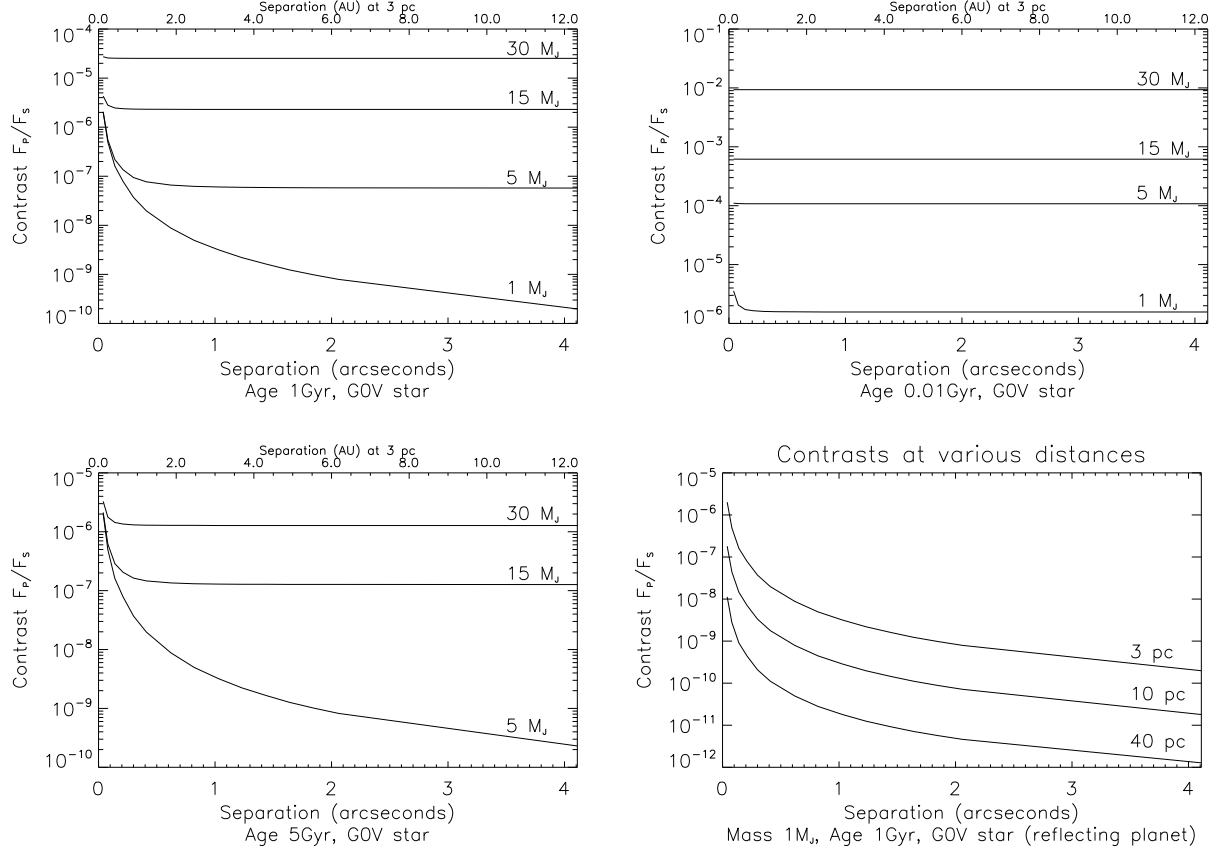 Separation (AU) at 3 pc
0.0 2.0 4.0 6.0 8.0 10.0 12.0
10⁻⁴
10⁻⁵
10⁻⁶
10⁻⁷
10⁻⁸
10⁻⁹
10⁻¹⁰
Contrast F_P/F_S
30 M_J
15 M_J
5 M_J
1 M_J
0 1 2 3 4
Separation (arcseconds)
Age 1Gyr, G0V star
Separation (AU) at 3 pc
0.0 2.0 4.0 6.0 8.0 10.0 12.0
10⁻¹
10⁻²
10⁻³
10⁻⁴
10⁻⁵
10⁻⁶
Contrast F_P/F_S
30 M_J
15 M_J
5 M_J
1 M_J
0 1 2 3 4
Separation (arcseconds)
Age 0.01Gyr, G0V star
Separation (AU) at 3 pc
0.0 2.0 4.0 6.0 8.0 10.0 12.0
10⁻⁵
10⁻⁶
10⁻⁷
10⁻⁸
10⁻⁹
10⁻¹⁰
Contrast F_P/F_S
30 M_J
15 M_J
5 M_J
0 1 2 3 4
Separation (arcseconds)
Age 5Gyr, G0V star
Contrasts at various distances
10⁻⁵
10⁻⁶
10⁻⁷
10⁻⁸
10⁻⁹
10⁻¹⁰
10⁻¹¹
10⁻¹²
Contrast F_P/F_S
3 pc
10 pc
40 pc
0 1 2 3 4
Separation (arcseconds)
Mass 1M_J, Age 1Gyr, G0V star (reflecting planet)